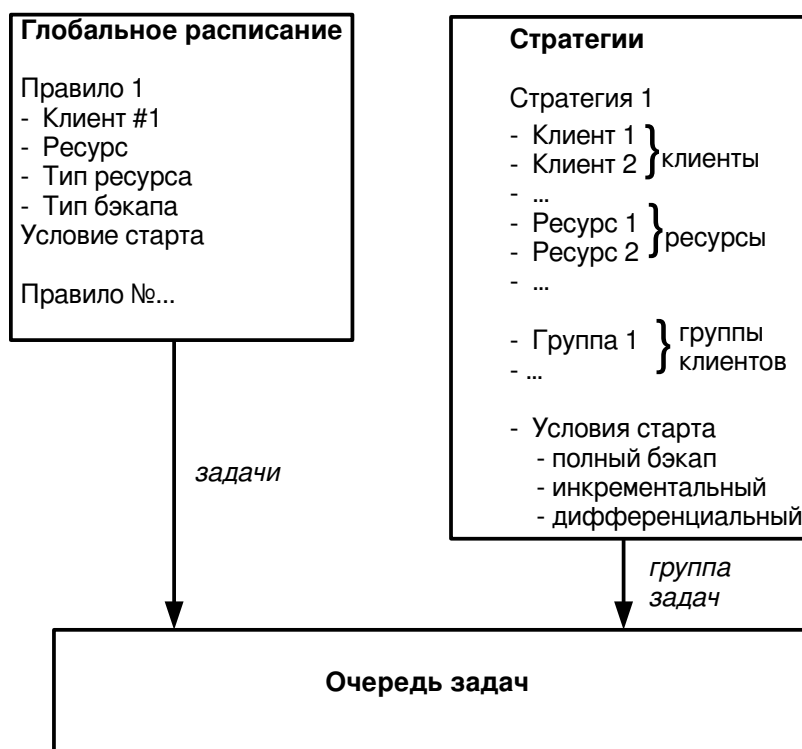 Глобальное расписание
Правило 1
- Клиент #1
- Ресурс
- Тип ресурса
- Тип бэкапа
Условие старта
Правило №...
Стратегии
Стратегия 1
- Клиент 1
- Клиент 2
клиенты
- ...
- Ресурс 1
- Ресурс 2
ресурсы
- ...
- Группа 1
группы
клиентов
- ...
- Условия старта
- полный бэкап
- инкрементальный
- дифференциальный
задачи
группа
задач
Очередь задач